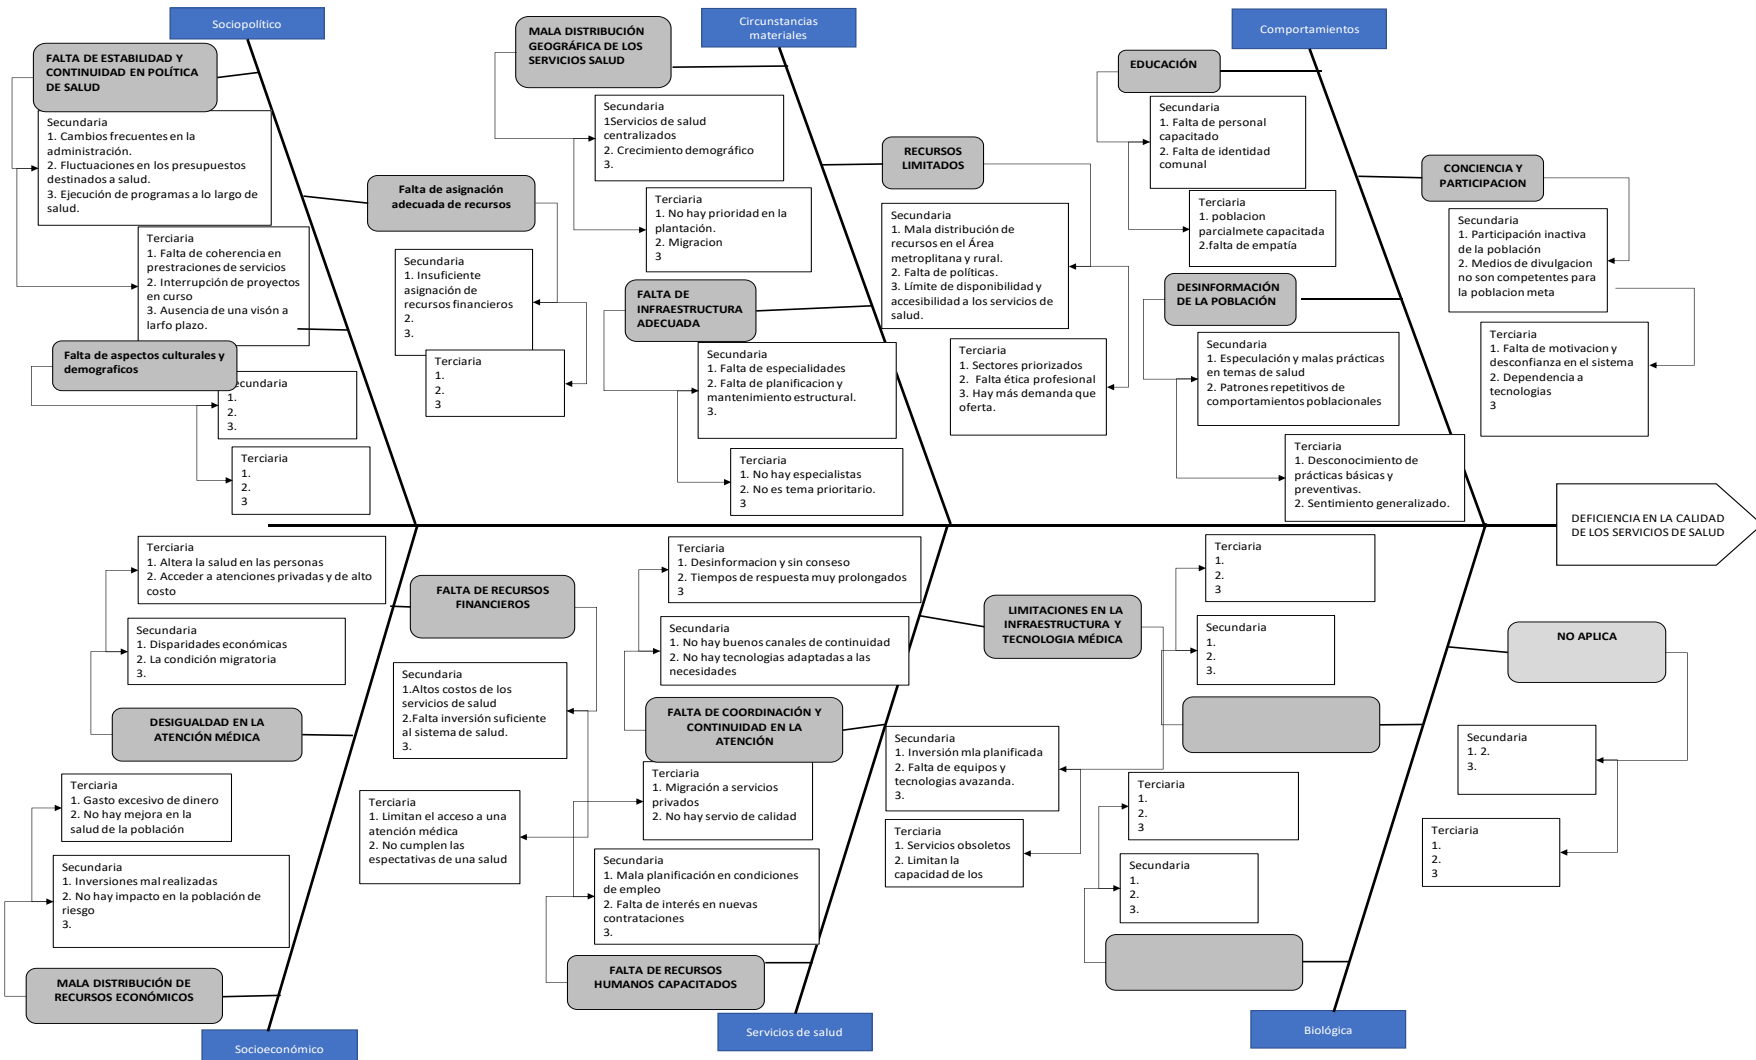 Sociopolítico
FALTA DE ESTABILIDAD Y
CONTINUIDAD EN POLÍTICA
DE SALUD
Secundaria
1. Cambios frecuentes en la
administración.
2. Fluctuaciones en los presupuestos
destinados a salud.
3. Ejecución de programas a lo largo de
salud.
Terciaria
1. Falta de coherencia en
prestraciones de servicios
2. Interrupción de proyectos
en curso
3. Ausencia de una visón a
larfo plazo.
Falta de asignación
adecuada de recursos
Secundaria
1. Insuficiente
asignación de
recursos financieros
2.
3.
Terciaria
1.
2.
3
Falta de aspectos culturales y
demograficos
Secundaria
1.
2.
3.
Terciaria
1.
2.
3
Circunstancias
materiales
MALA DISTRIBUCIÓN
GEOGRÁFICA DE LOS
SERVICIOS SALUD
Secundaria
1Servicios de salud
centralizados
2. Crecimiento demográfico
3.
Terciaria
1. No hay prioridad en la
plantación.
2. Migracion
3
RECURSOS
LIMITADOS
Secundaria
1. Mala distribución de
recursos en el Área
metroplitana y rural.
2. Falta de políticas.
3. Límite de disponibilidad y
accesibilidad a los servicios de
salud.
Terciaria
1. Sectores priorizados
2. Falta ética profesional
3. Hay más demanda que
oferta.
FALTA DE
INFRAESTRUCTURA
ADECUADA
Secundaria
1. Falta de especialidades
2. Falta de planificacion y
mantenimiento estructural.
3.
Terciaria
1. No hay especialistas
2. No es tema prioritario.
3
Comportamientos
EDUCACIÓN
Secundaria
1. Falta de personal
capacitado
2. Falta de identidad
comunal
Terciaria
1. poblacion
parcialmete capacitada
2.falta de empatía
CONCIENCIA Y
PARTICIPACION
Secundaria
1. Participación inactiva
de la población
2. Medios de divulgacion
no son competentes para
la poblacion meta
Terciaria
1. Falta de motivacion y
desconfianza en el sistema
2. Dependencia a
tecnologias
3
DESINFORMACIÓN
DE LA POBLACIÓN
Secundaria
1. Especulación y malas prácticas
en temas de salud
2. Patrones repetitivos de
comportamientos poblacionales
Terciaria
1. Desconocimiento de
prácticas básicas y
preventivas.
2. Sentimiento generalizado.
DEFICIENCIA EN LA CALIDAD
DE LOS SERVICIOS DE SALUD
Terciaria
1. Altera la salud en las personas
2. Acceder a atenciones privadas y de alto
costo
Secundaria
1. Disparidades económicas
2. La condición migratoria
3.
DESIGUALDAD EN LA
ATENCIÓN MÉDICA
FALTA DE RECURSOS
FINANCIEROS
Secundaria
1.Altos costos de los
servicios de salud
2.Falta inversión suficiente
al sistema de salud.
3.
Terciaria
1. Limitan el acceso a una
atención médica
2. No cumplen las
espectativas de una salud
Terciaria
1. Gasto excesivo de dinero
2. No hay mejora en la
salud de la población
Secundaria
1. Inversiones mal realizadas
2. No hay impacto en la población de
riesgo
3.
MALA DISTRIBUCIÓN DE
RECURSOS ECONÓMICOS
Socioeconómico
Terciaria
1. Desinformacion y sin conseso
2. Tiempos de respuesta muy prolongados
3
Secundaria
1. No hay buenos canales de continuidad
2. No hay tecnologias adaptadas a las
necesidades
FALTA DE COORDINACIÓN Y
CONTINUIDAD EN LA
ATENCIÓN
LIMITACIONES EN LA
INFRAESTRUCTURA Y
TECNOLOGIA MÉDICA
Secundaria
1. Inversión mla planificada
2. Falta de equipos y
tecnologias avazanda.
3.
Terciaria
1. Servicios obsoletos
2. Limitan la
capacidad de los
Terciaria
1. Migración a servicios
privados
2. No hay servio de calidad
Secundaria
1. Mala planificación en condiciones
de empleo
2. Falta de interés en nuevas
contrataciones
3.
FALTA DE RECURSOS
HUMANOS CAPACITADOS
Servicios de salud
Terciaria
1.
2.
3
Secundaria
1.
2.
3.
NO APLICA
Secundaria
1. 2.
3.
Terciaria
1.
2.
3
Terciaria
1.
2.
3
Secundaria
1.
2.
3.
Biológica